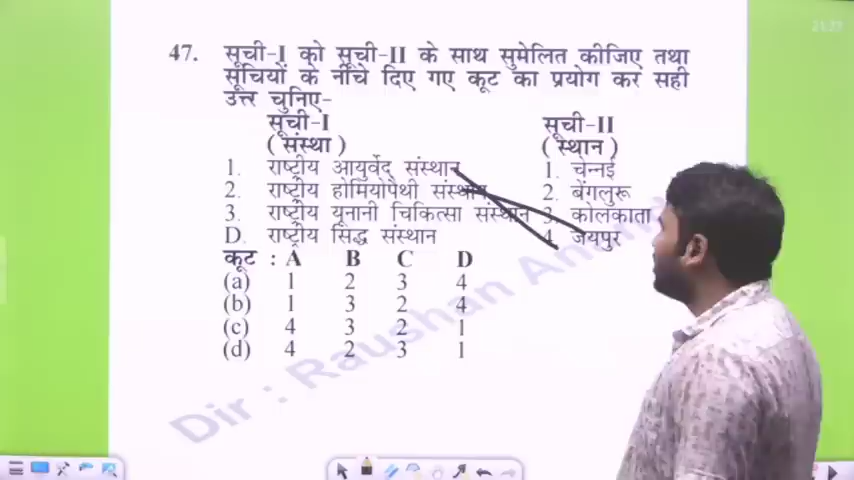 21:39
47. सूची-I को सूची-II के साथ सुमेलित कीजिए तथा
सूचियों के नीचे दिए गए कूट का प्रयोग कर सही
उत्तर चुनिए-
सूची-I सूची-II
(संस्था) (स्थान)
1. राष्ट्रीय आयुर्वेद संस्थान 1. चेन्नई
2. राष्ट्रीय होमियोपैथी संस्थान 2. बेंगलुरू
3. राष्ट्रीय यूनानी चिकित्सा संस्थान 3. कोलकाता
D. राष्ट्रीय सिद्ध संस्थान 4. जयपुर
कूट : A B C D
(a) 1 2 3 4
(b) 1 3 2 4
(c) 4 3 2 1
(d) 4 2 3 1
Dir : Raushan